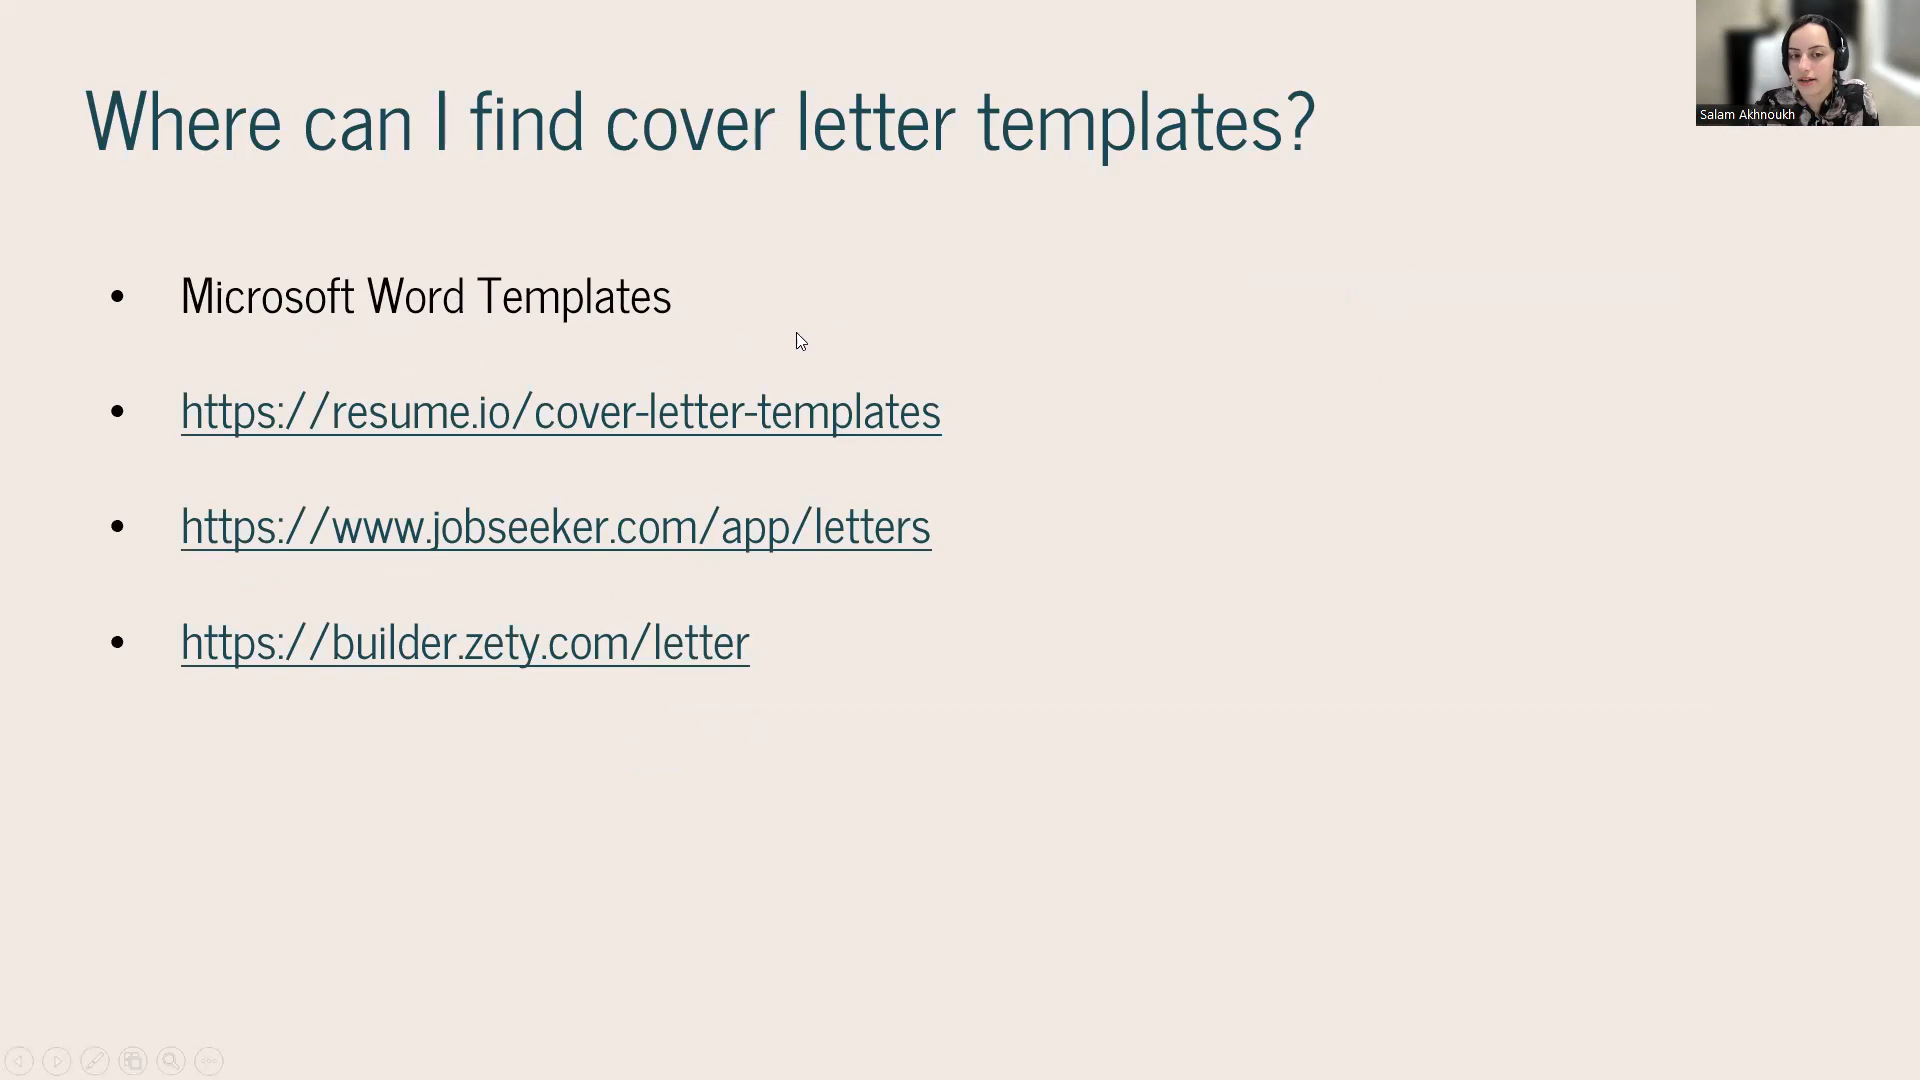 Where can I find cover letter templates?
Salam Akhnoukh
• Microsoft Word Templates
• https://resume.io/cover-letter-templates
• https://www.jobseeker.com/app/letters
• https://builder.zety.com/letter